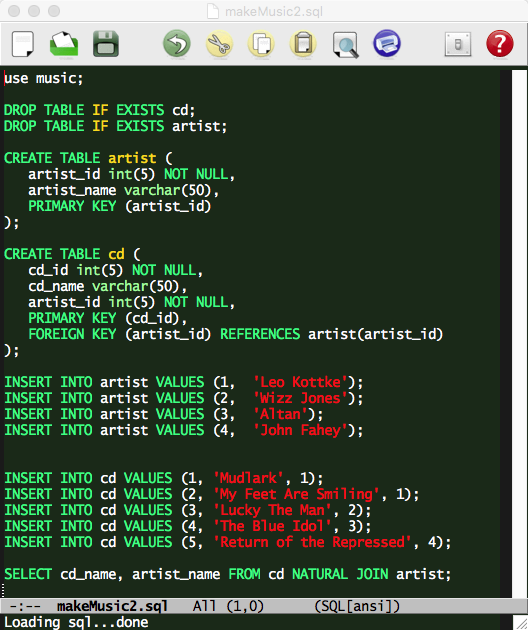 makeMusic2.sql
use music;
DROP TABLE IF EXISTS cd;
DROP TABLE IF EXISTS artist;
CREATE TABLE artist (
   artist_id int(5) NOT NULL,
   artist_name varchar(50),
   PRIMARY KEY (artist_id)
);
CREATE TABLE cd (
   cd_id int(5) NOT NULL,
   cd_name varchar(50),
   artist_id int(5) NOT NULL,
   PRIMARY KEY (cd_id),
   FOREIGN KEY (artist_id) REFERENCES artist(artist_id)
);
INSERT INTO artist VALUES (1,  'Leo Kottke');
INSERT INTO artist VALUES (2,  'Wizz Jones');
INSERT INTO artist VALUES (3,  'Altan');
INSERT INTO artist VALUES (4,  'John Fahey');
INSERT INTO cd VALUES (1, 'Mudlark', 1);
INSERT INTO cd VALUES (2, 'My Feet Are Smiling', 1);
INSERT INTO cd VALUES (3, 'Lucky The Man', 2);
INSERT INTO cd VALUES (4, 'The Blue Idol', 3);
INSERT INTO cd VALUES (5, 'Return of the Repressed', 4);
SELECT cd_name, artist_name FROM cd NATURAL JOIN artist;
-:--  makeMusic2.sql   All (1,0)      (SQL[ansi])
Loading sql...done